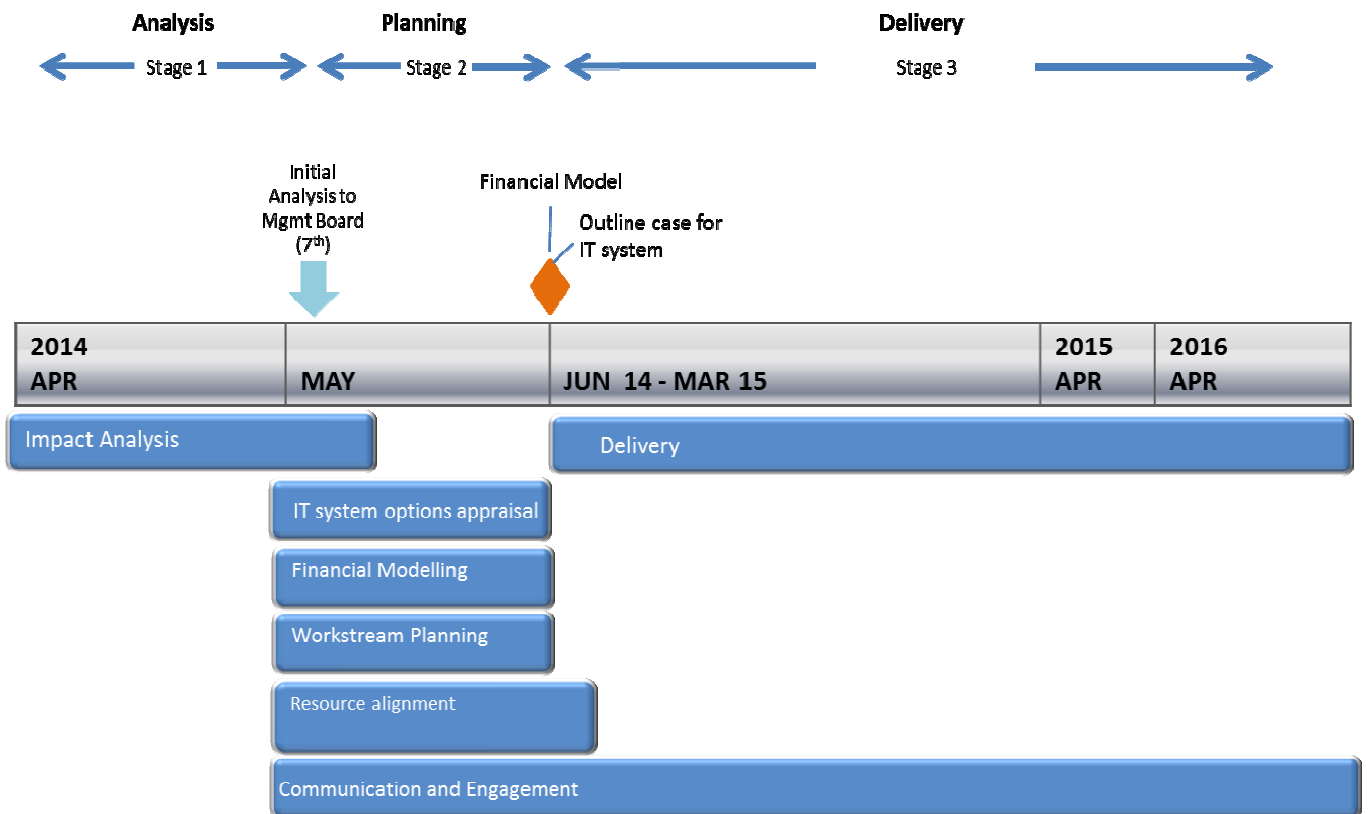 Analysis
Planning
Delivery
Stage 1
Stage 2
Stage 3
Initial
Analysis to
Mgmt Board
(7th)
Financial Model
Outline case for
IT system
2014
APR
MAY
JUN 14 - MAR 15
2015
APR
2016
APR
Impact Analysis
Delivery
IT system options appraisal
Financial Modelling
Workstream Planning
Resource alignment
Communication and Engagement